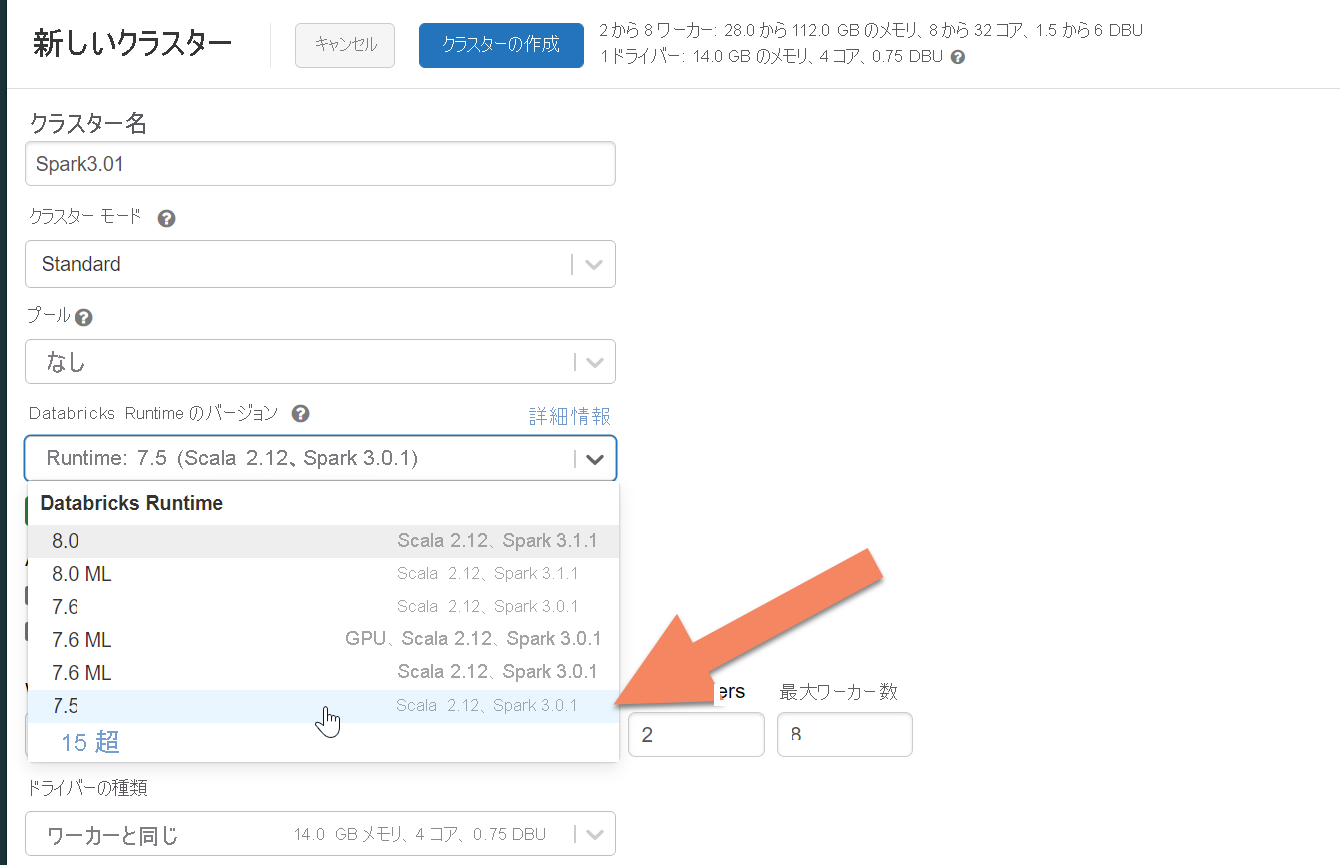 新しいクラスター
キャンセル
クラスターの作成
2 から 8 ワーカー: 28.0 から 112.0 GB のメモリ、8 から 32 コア、1.5 から 6 DBU
1 ドライバー: 14.0 GB のメモリ、4 コア、0.75 DBU
クラスター名
Spark3.01
クラスター モード
Standard
プール
なし
Databricks Runtime のバージョン
詳細情報
Runtime: 7.5 (Scala 2.12、Spark 3.0.1)
Databricks Runtime
8.0 Scala 2.12、Spark 3.1.1
8.0 ML Scala 2.12、Spark 3.1.1
7.6 Scala 2.12、Spark 3.0.1
7.6 ML GPU、Scala 2.12、Spark 3.0.1
7.6 ML Scala 2.12、Spark 3.0.1
7.5 Scala 2.12、Spark 3.0.1
15 超
最大ワーカー数
2
8
ドライバーの種類
ワーカーと同じ 14.0 GB メモリ、4 コア、0.75 DBU